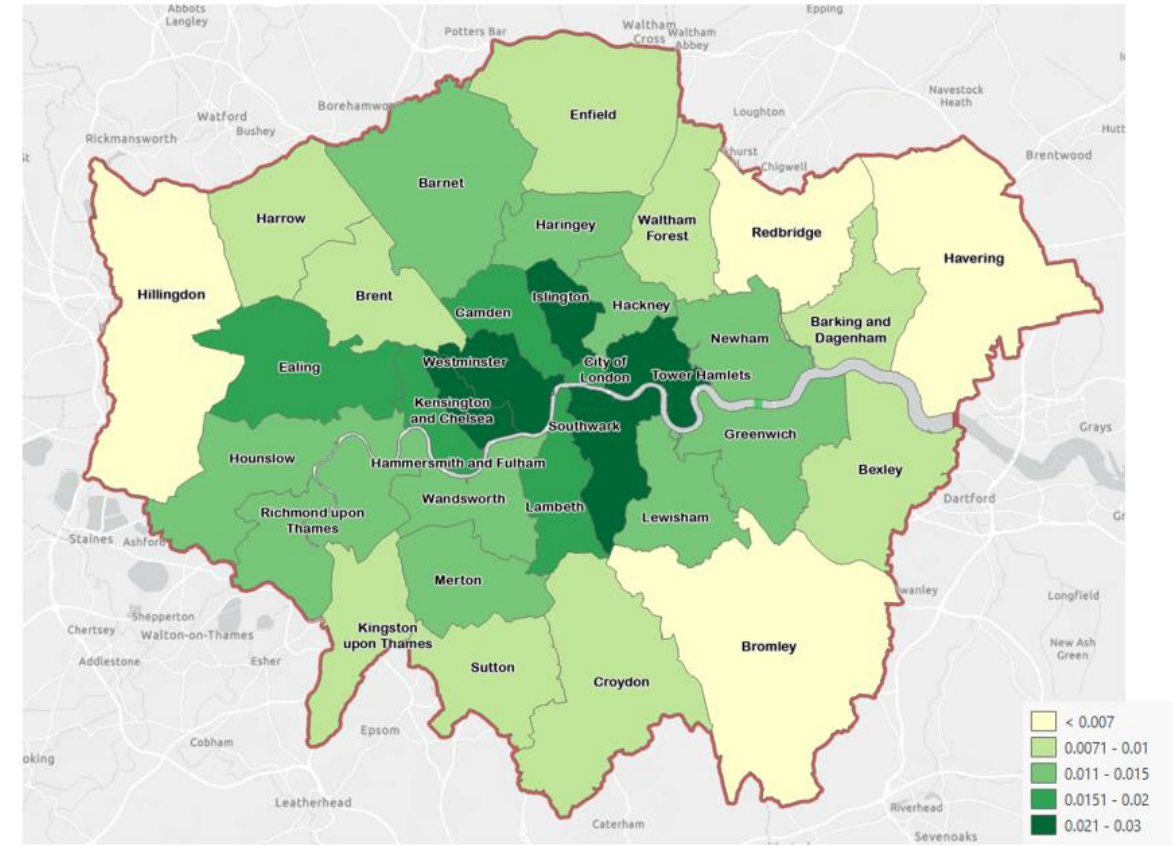 Abbots
Langley
Epping
Potters Bar
Waltham
Cross
Waltham
Abbey
Navestock
Heath
Borehamwo
Enfield
Loughton
Watford
Bushey
Rickmansworth
Hutt
Brentwood
Chigwell
Barnet
Harrow
Haringey
Waltham
Forest
Redbridge
Havering
Hillingdon
Brent
Islington
Hackney
Camden
Barking and
Dagenham
Newham
Ealing
Westminster
City of
London
Tower Hamlets
Kensington
and Chelsea
Southwark
Greenwich
Grays
Hounslow
Hammersmith and Fulham
Bexley
Wandsworth
Lambeth
Dartford
Richmond upon
Thames
Lewisham
Gr
Staines
Ashford
Merton
wanley
Longfield
Shepperton
Chertsey
Walton-on-Thames
Kingston
upon Thames
Bromley
New Ash
Green
Addlestone
Esher
Sutton
Croydon
Epsom
Cobham
oking
Leatherhead
Caterham
Riverhead
Sevenoaks
< 0.007
0.0071 - 0.01
0.011 - 0.015
0.0151 - 0.02
0.021 - 0.03